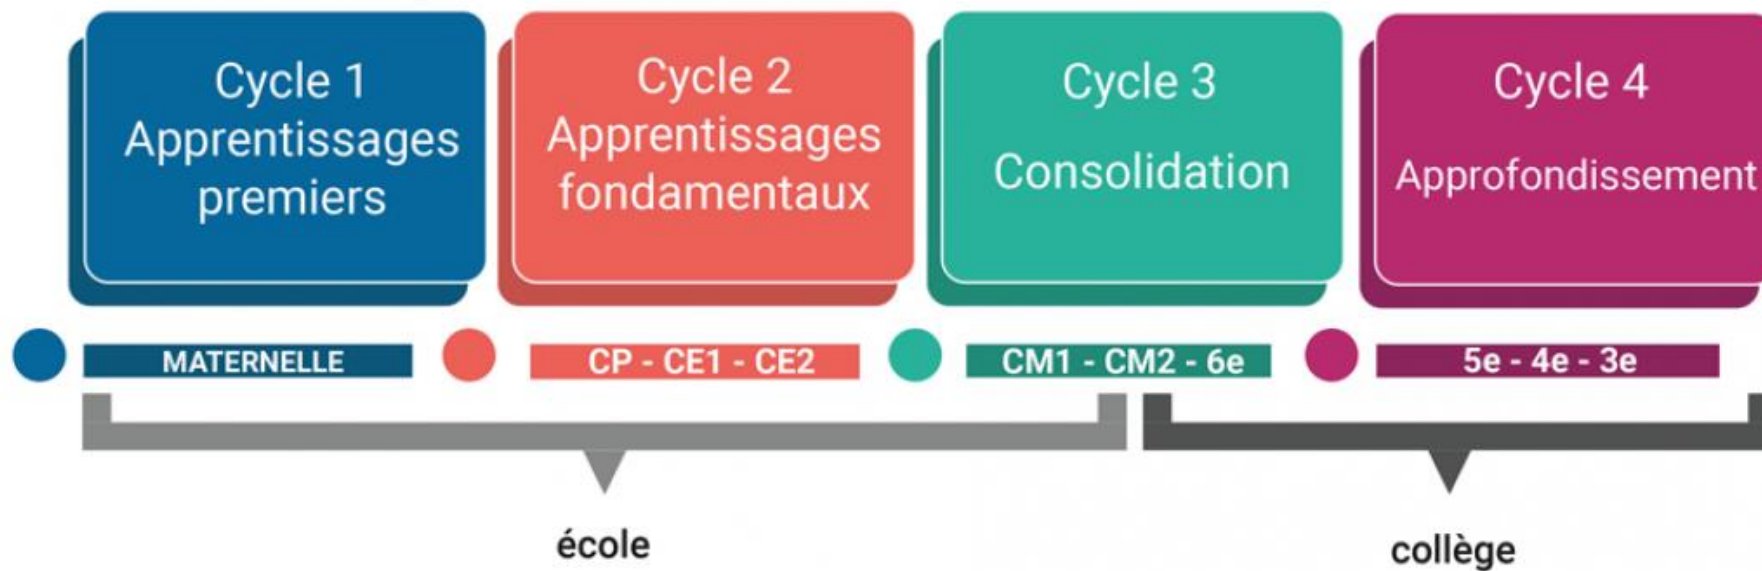 Cycle 1
Apprentissages
premiers
Cycle 2
Apprentissages
fondamentaux
Cycle 3
Consolidation
Cycle 4
Approfondissement
MATERNELLE
CP - CE1 - CE2
CM1 - CM2 - 6e
5e - 4e - 3e
école
collège